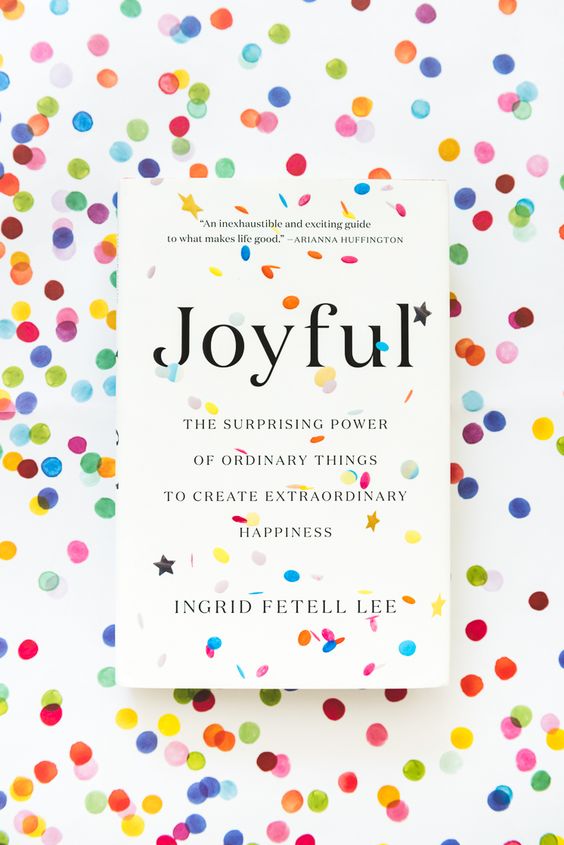 “An inexhaustible and exciting guide
to what makes life good.” —ARIANNA HUFFINGTON
Joyful
THE SURPRISING POWER
OF ORDINARY THINGS
TO CREATE EXTRAORDINARY
HAPPINESS
INGRID FETELL LEE